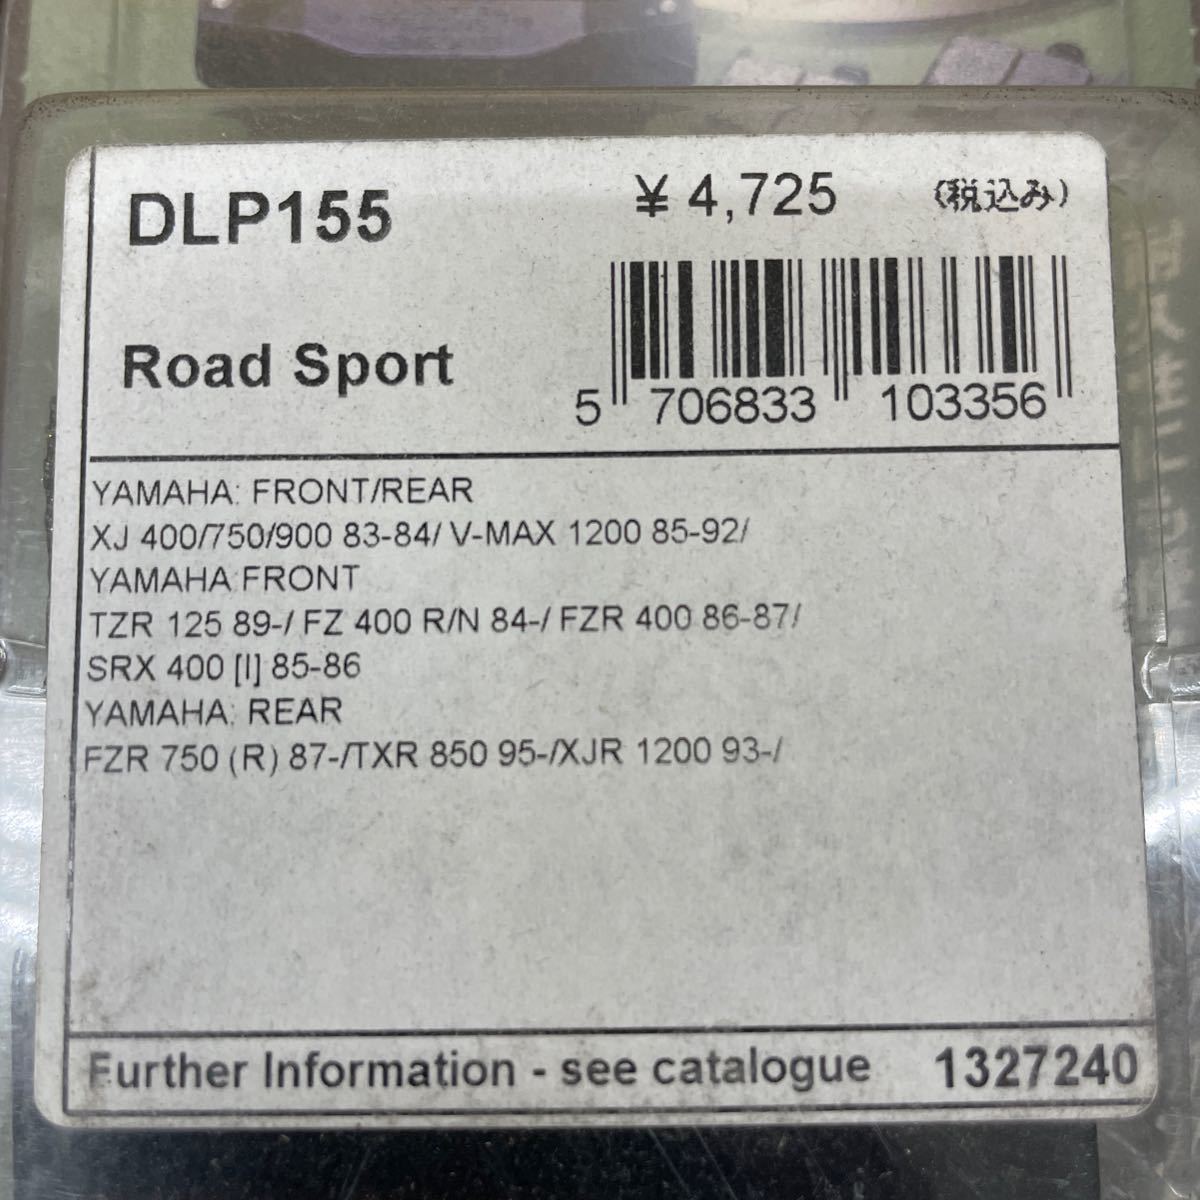 DLP155
¥ 4,725 (税込み)
Road Sport
5 706833 103356
YAMAHA: FRONT/REAR
XJ 400/750/900 83-84/ V-MAX 1200 85-92/
YAMAHA:FRONT
TZR 125 89-/ FZ 400 R/N 84-/ FZR 400 86-87/
SRX 400 [I] 85-86
YAMAHA: REAR
FZR 750 (R) 87-/TXR 850 95-/XJR 1200 93-/
Further Information - see catalogue 1327240